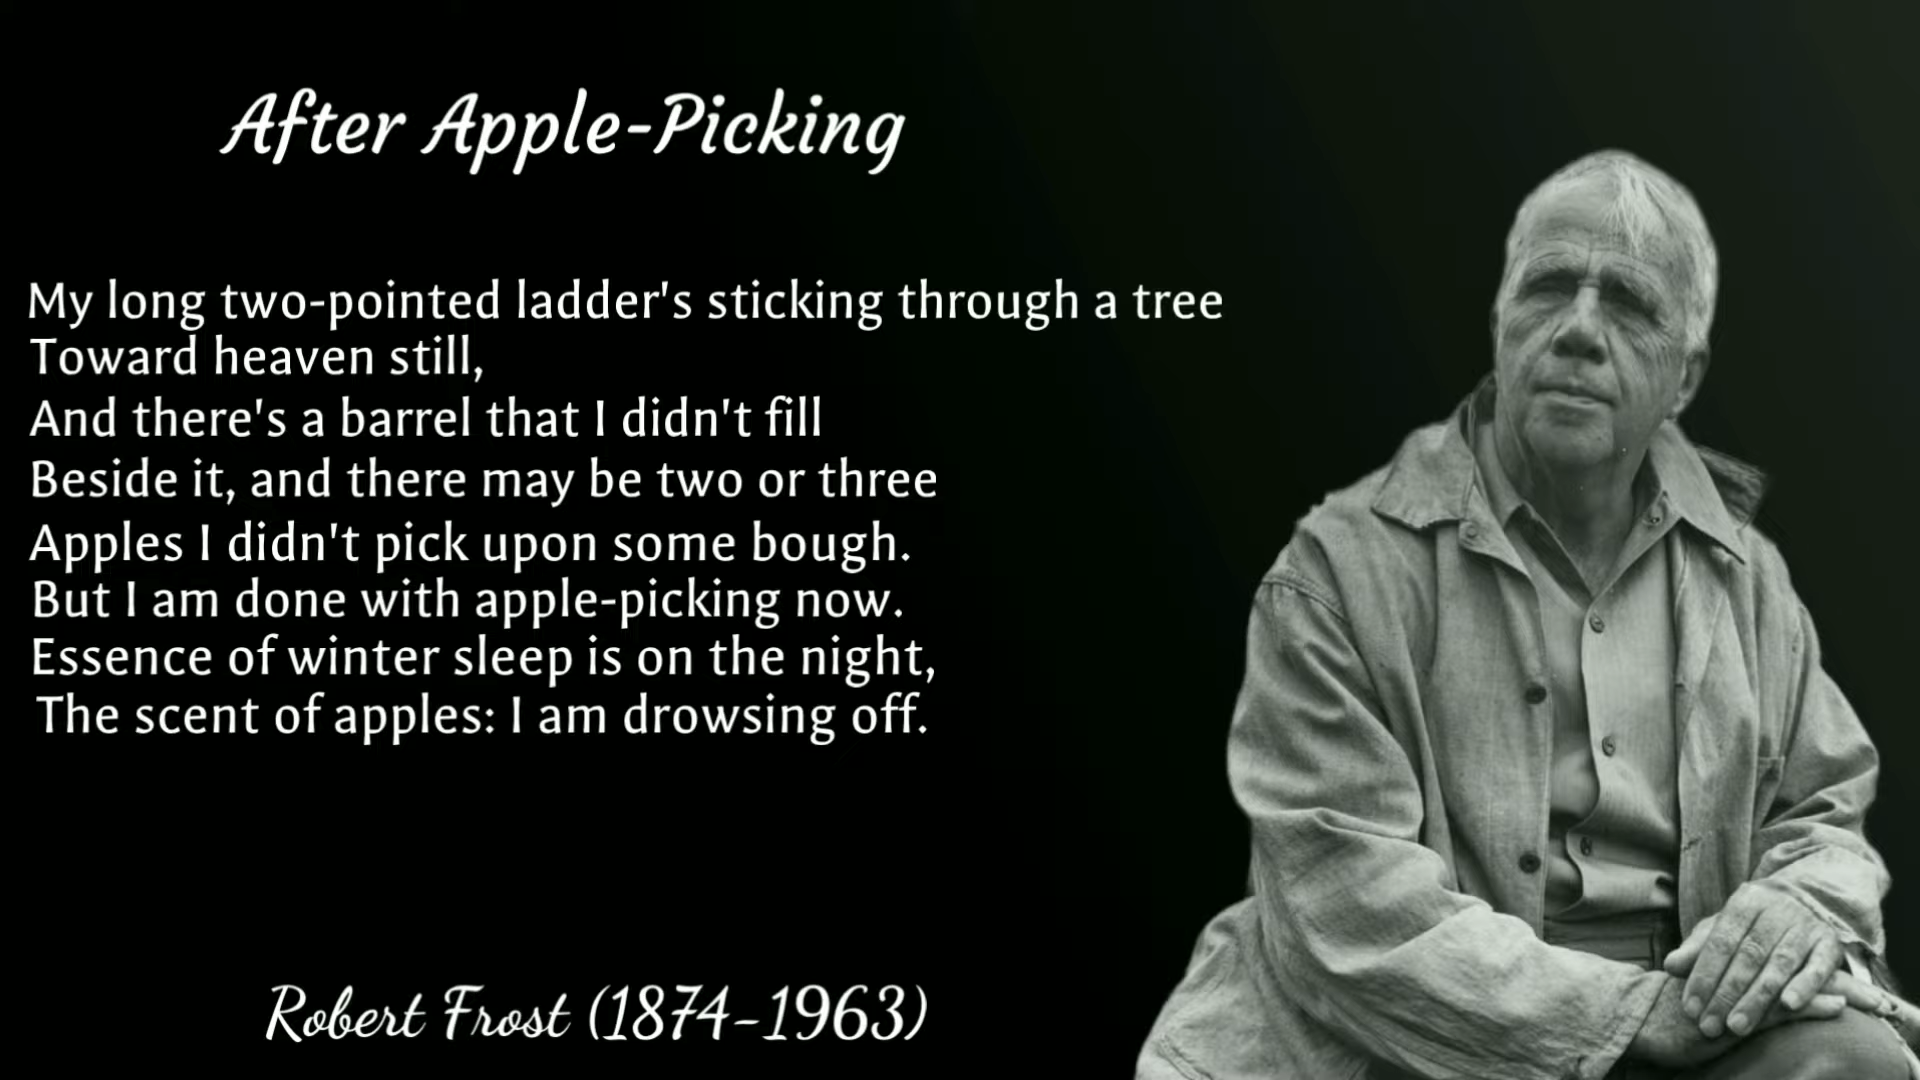 After Apple-Picking
My long two-pointed ladder's sticking through a tree
Toward heaven still,
And there's a barrel that I didn't fill
Beside it, and there may be two or three
Apples I didn't pick upon some bough.
But I am done with apple-picking now.
Essence of winter sleep is on the night,
The scent of apples: I am drowsing off.
Robert Frost (1874-1963)